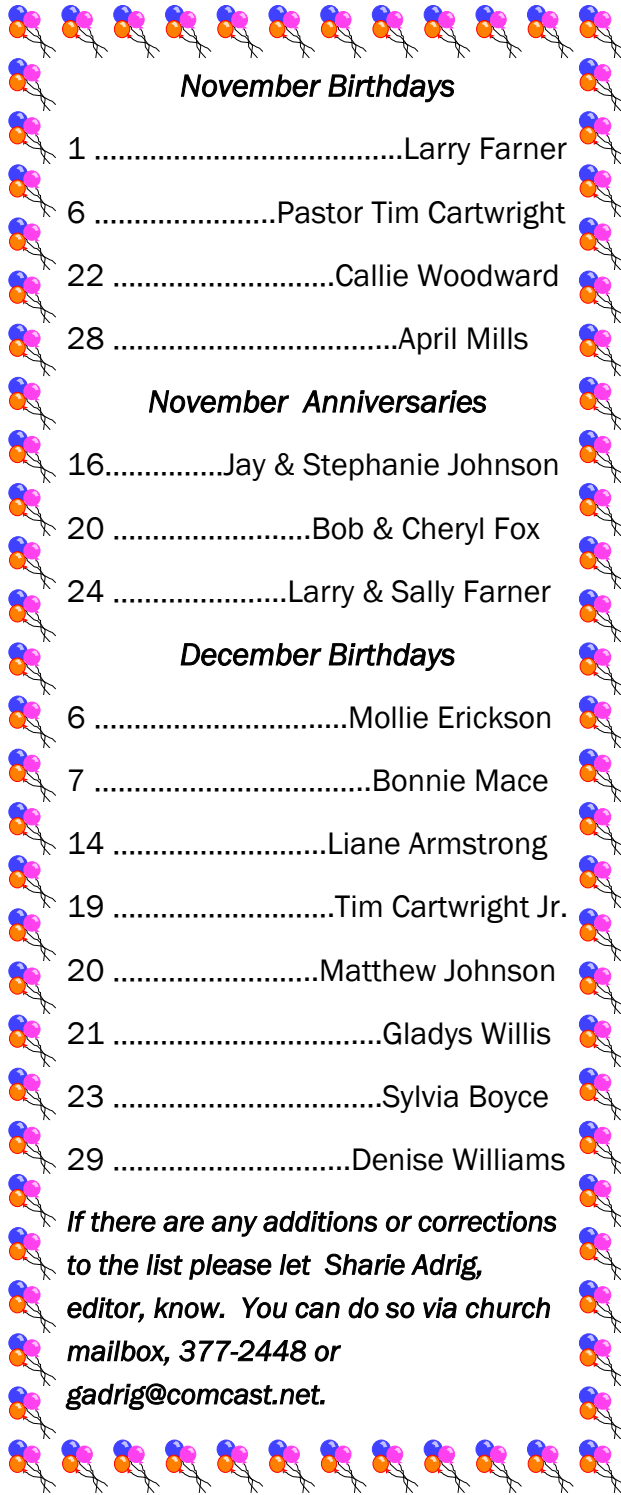 November Birthdays
1 .......................................Larry Farner
6 .......................Pastor Tim Cartwright
22 ............................Callie Woodward
28 ....................................April Mills
November  Anniversaries
16...............Jay & Stephanie Johnson
20 .........................Bob & Cheryl Fox
24 ......................Larry & Sally Farner
December Birthdays
6 ................................Mollie Erickson
7 ...................................Bonnie Mace
14 ...........................Liane Armstrong
19 ............................Tim Cartwright Jr.
20 ..........................Matthew Johnson
21 ..................................Gladys Willis
23 ..................................Sylvia Boyce
29 ..............................Denise Williams
If there are any additions or corrections
to the list please let  Sharie Adrig,
editor, know.  You can do so via church
mailbox, 377-2448 or
gadrig@comcast.net.